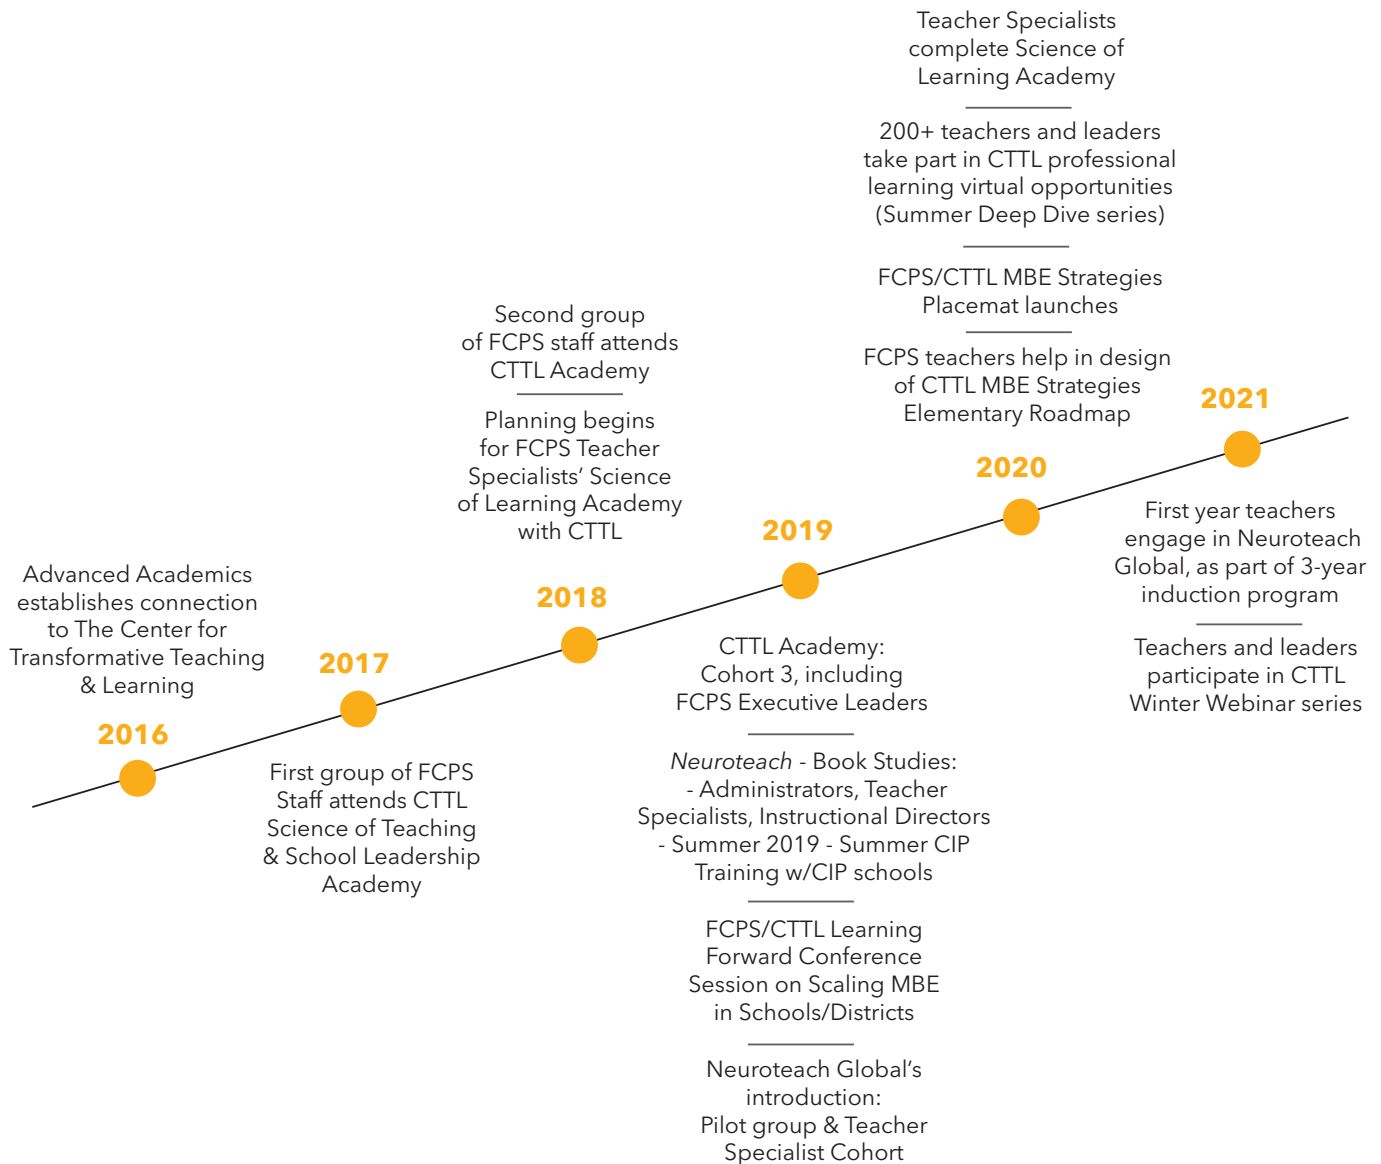 Advanced Academics
establishes connection
to The Center for
Transformative Teaching
& Learning
2016
2017
First group of FCPS
Staff attends CTTL
Science of Teaching
& School Leadership
Academy
Second group
of FCPS staff attends
CTTL Academy
Planning begins
for FCPS Teacher
Specialists’ Science
of Learning Academy
with CTTL
2018
2019
CTTL Academy:
Cohort 3, including
FCPS Executive Leaders
Neuroteach - Book Studies:
- Administrators, Teacher
Specialists, Instructional Directors
- Summer 2019 - Summer CIP
Training w/CIP schools
FCPS/CTTL Learning
Forward Conference
Session on Scaling MBE
in Schools/Districts
Neuroteach Global’s
introduction:
Pilot group & Teacher
Specialist Cohort
Teacher Specialists
complete Science of
Learning Academy
200+ teachers and leaders
take part in CTTL professional
learning virtual opportunities
(Summer Deep Dive series)
FCPS/CTTL MBE Strategies
Placemat launches
FCPS teachers help in design
of CTTL MBE Strategies
Elementary Roadmap
2020
2021
First year teachers
engage in Neuroteach
Global, as part of 3-year
induction program
Teachers and leaders
participate in CTTL
Winter Webinar series